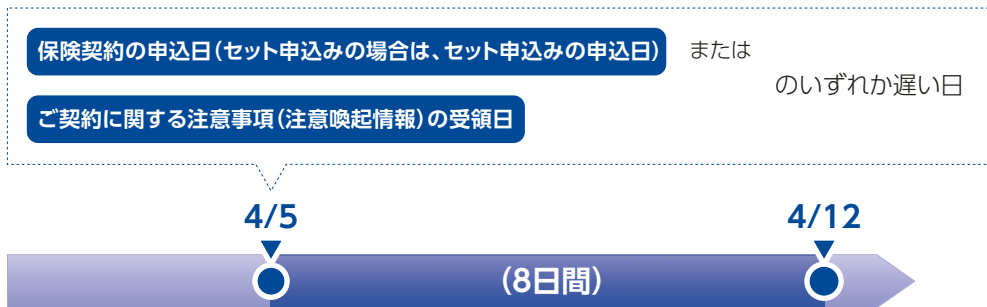 保険契約の申込日(セット申込みの場合は、セット申込みの申込日)
または
のいずれか遅い日
ご契約に関する注意事項(注意喚起情報)の受領日
4/5
4/12
(8日間)